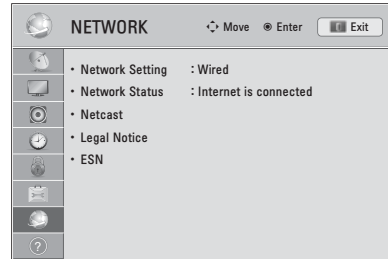 NETWORK Move Enter Exit
• Network Setting : Wired
• Network Status : Internet is connected
• Netcast
• Legal Notice
• ESN
?